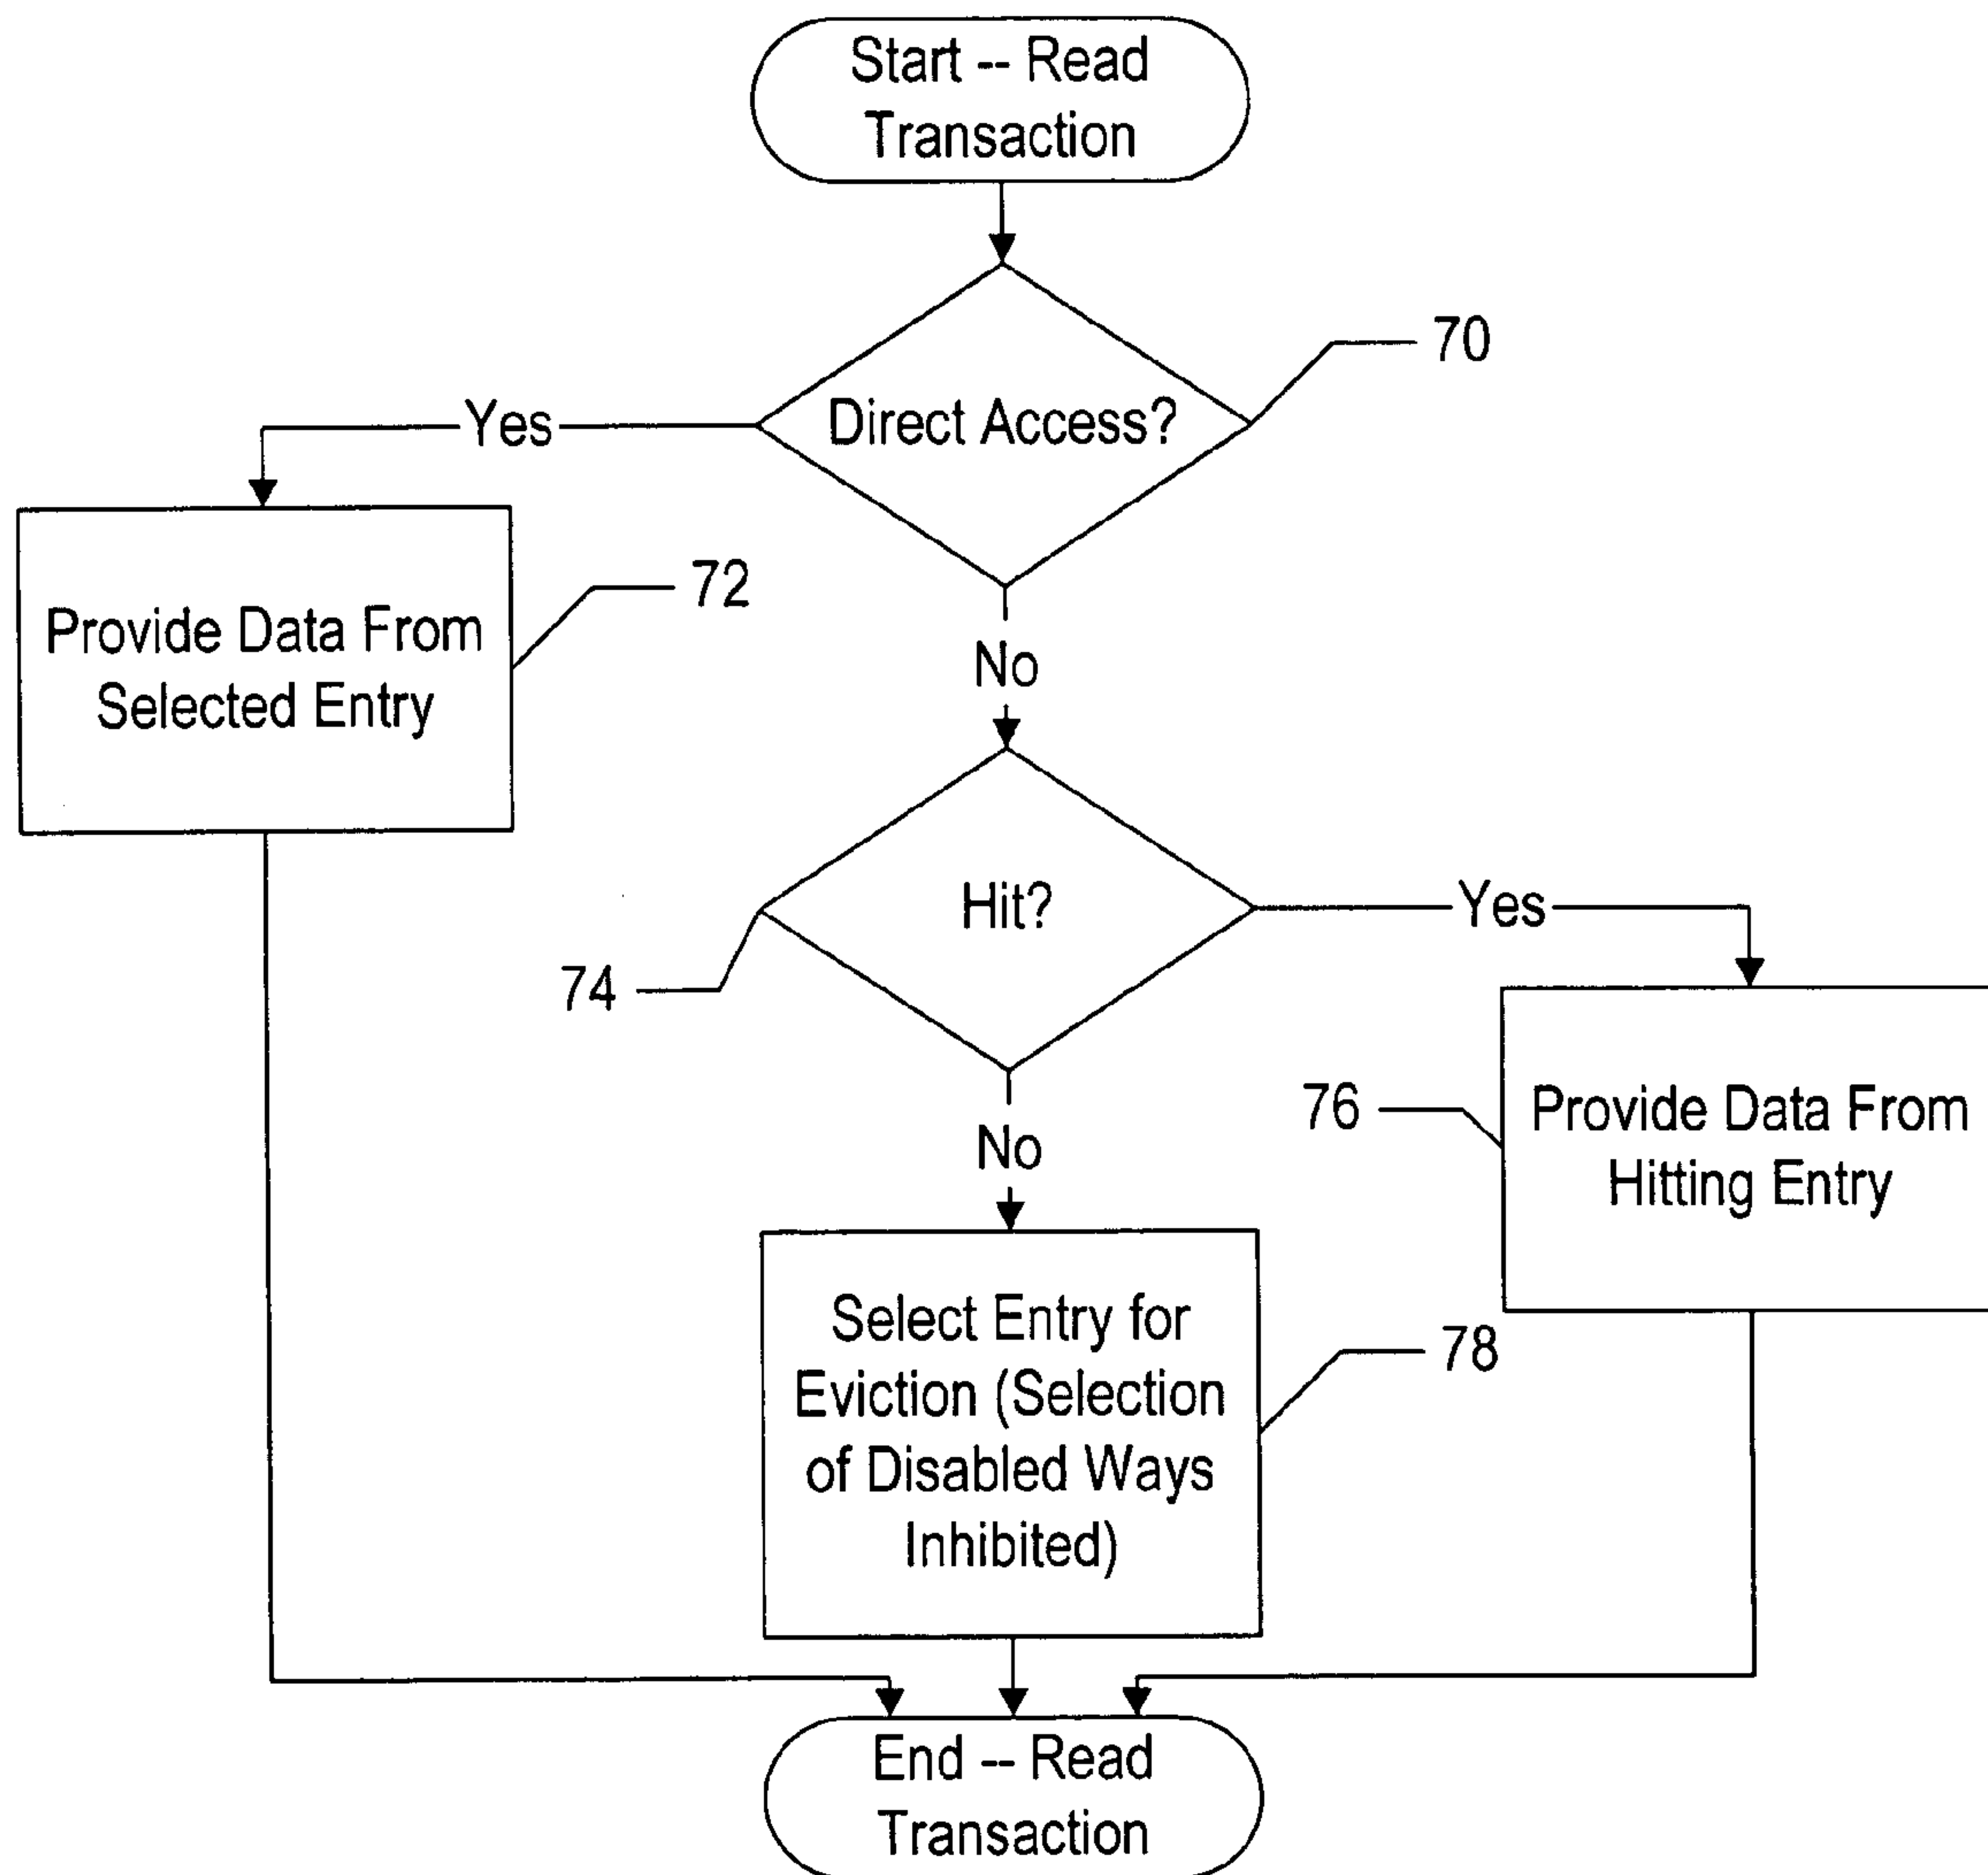 Start -- Read
Transaction
70
Direct Access?
Yes
72
Provide Data From
Selected Entry
No
Hit?
Yes
74
76
Provide Data From
Hitting Entry
No
Select Entry for
Eviction (Selection
of Disabled Ways
Inhibited)
78
End -- Read
Transaction